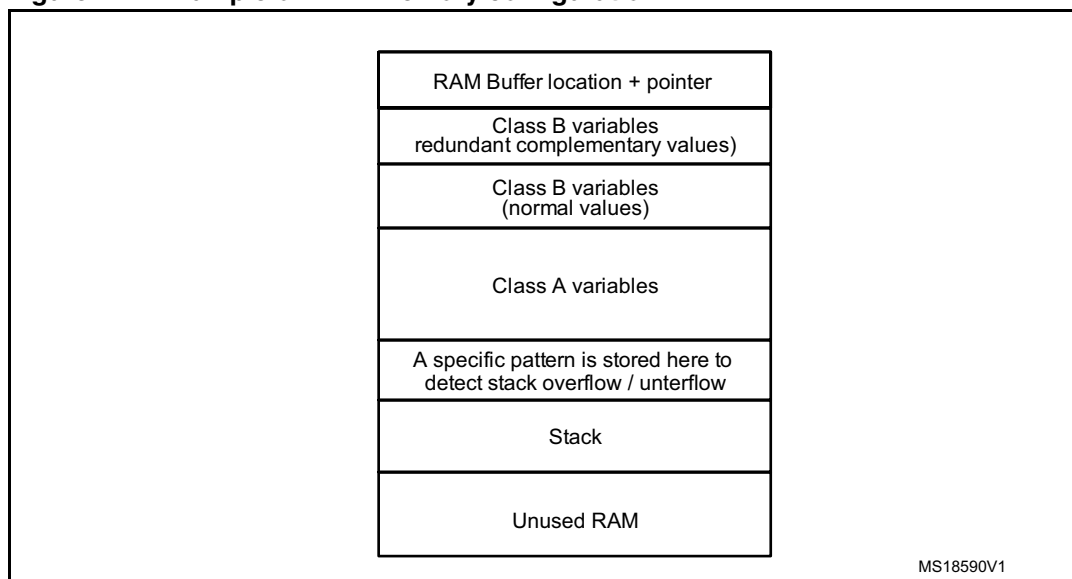 RAM Buffer location + pointer
Class B variables
redundant complementary values)
Class B variables
(normal values)
Class A variables
A specific pattern is stored here to
detect stack overflow / unterflow
Stack
Unused RAM
MS18590V1